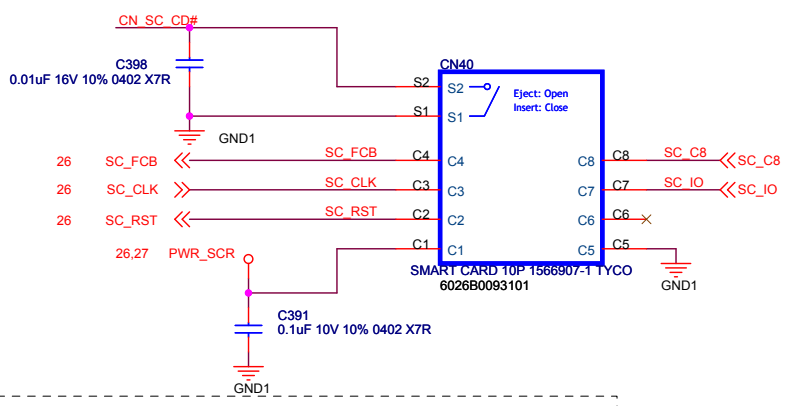 CN_SC_CD#
C398
0.01uF 16V 10% 0402 X7R
GND1
CN40
S2 S2
S1 S1
Eject: Open
Insert: Close
26 SC_FCB SC_FCB C4 C4
26 SC_CLK SC_CLK C3 C3
26 SC_RST SC_RST C2 C2
26,27 PWR_SCR C1 C1
C8 C8 SC_C8 SC_C8
C7 C7 SC_IO SC_IO
C6 C6
C5 C5
GND1
SMART CARD 10P 1566907-1 TYCO
6026B0093101
C391
0.1uF 10V 10% 0402 X7R
GND1